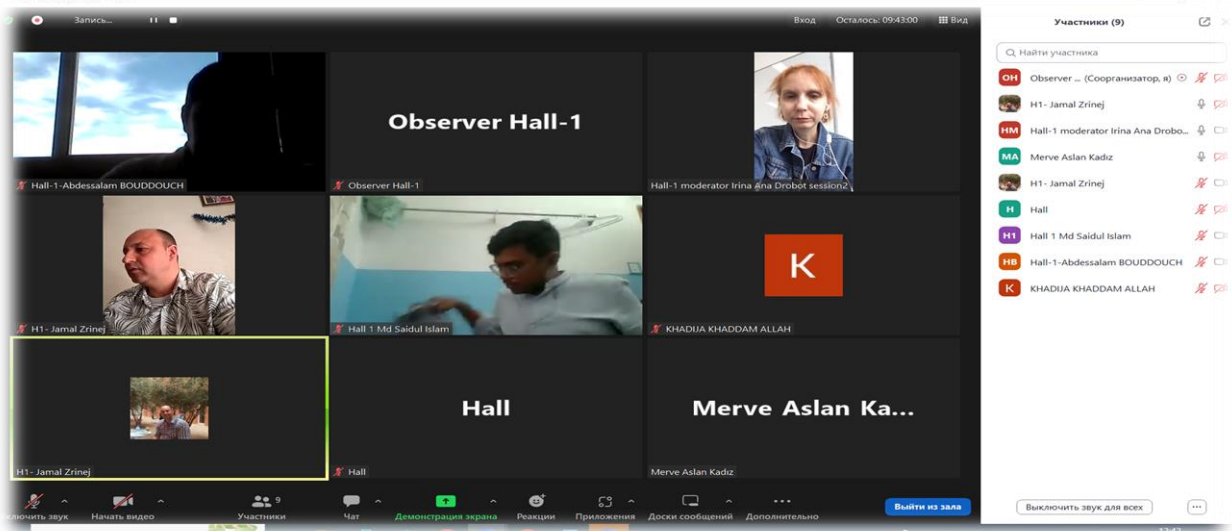 Запись...
Вход
Осталось: 09:43:00
Вид
Hall-1-Abdessalam BOUDDOUCH
Observer Hall-1
Observer Hall-1
Hall-1 moderator Irina Ana Drobot session2
H1- Jamal Zrinej
Hall 1 Md Saidul Islam
K
KHADIJA KHADDAM ALLAH
H1- Jamal Zrinej
Hall
Hall
Merve Aslan Ka...
Merve Aslan Kadız
ключить звук
Начать видео
9
Участники
Чат
Демонстрация экрана
Реакции
Приложения
Доски сообщений
Дополнительно
Выйти из зала
Участники (9)
Найти участника
OH Observer ... (Соорганизатор, я)
H1- Jamal Zrinej
HM Hall-1 moderator Irina Ana Drobo...
MA Merve Aslan Kadız
H1- Jamal Zrinej
H Hall
H1 Hall 1 Md Saidul Islam
HB Hall-1-Abdessalam BOUDDOUCH
K KHADIJA KHADDAM ALLAH
Выключить звук для всех